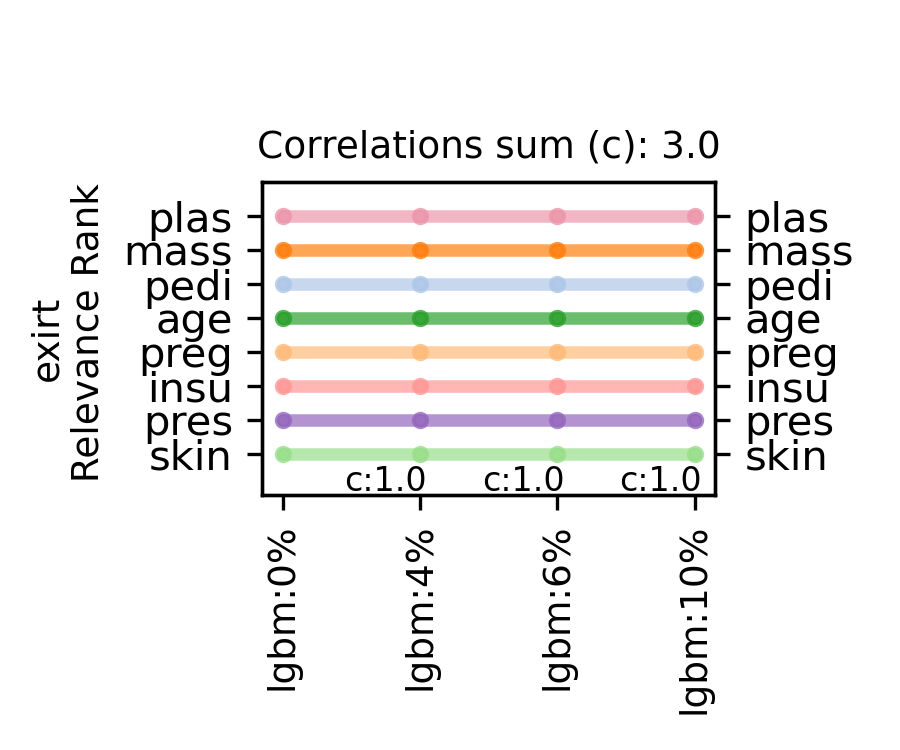 Correlations sum (c): 3.0
exirt
Relevance Rank
plas
mass
pedi
age
preg
insu
pres
skin
plas
mass
pedi
age
preg
insu
pres
skin
c:1.0
c:1.0
c:1.0
lgbm:0%
lgbm:4%
lgbm:6%
lgbm:10%